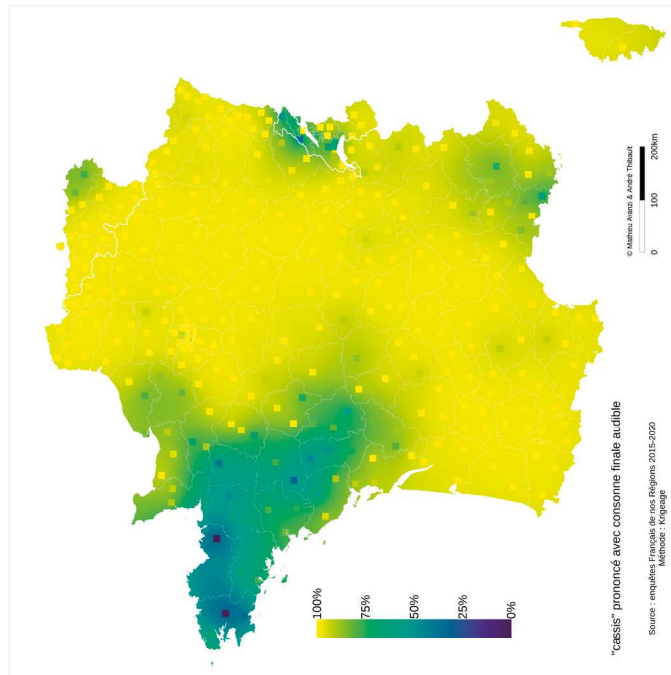 "cassis" prononcé avec consonne finale audible
Source : enquêtes Français de nos Régions 2015-2020
Méthode : Krigeage
100%
75%
50%
25%
0%
© Mathieu Avanzi & André Thibault
0
100
200km